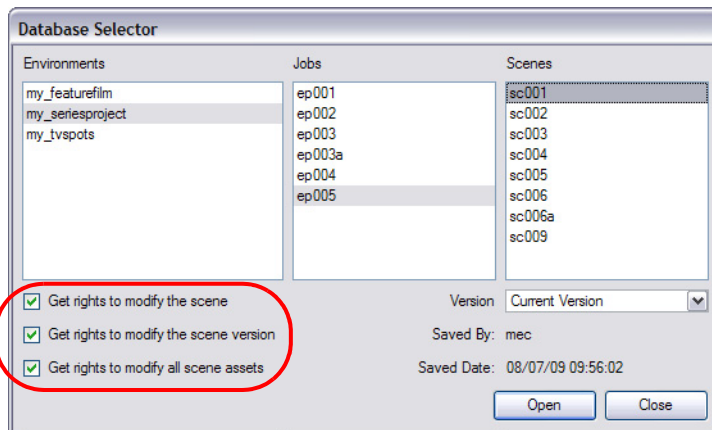 Database Selector
Environments
my_featurefilm
my_seriesproject
my_tvspots
Jobs
ep001
ep002
ep003
ep003a
ep004
ep005
Scenes
sc001
sc002
sc003
sc004
sc005
sc006
sc006a
sc009
Get rights to modify the scene
Get rights to modify the scene version
Get rights to modify all scene assets
Version Current Version
Saved By: mec
Saved Date: 08/07/09 09:56:02
Open Close